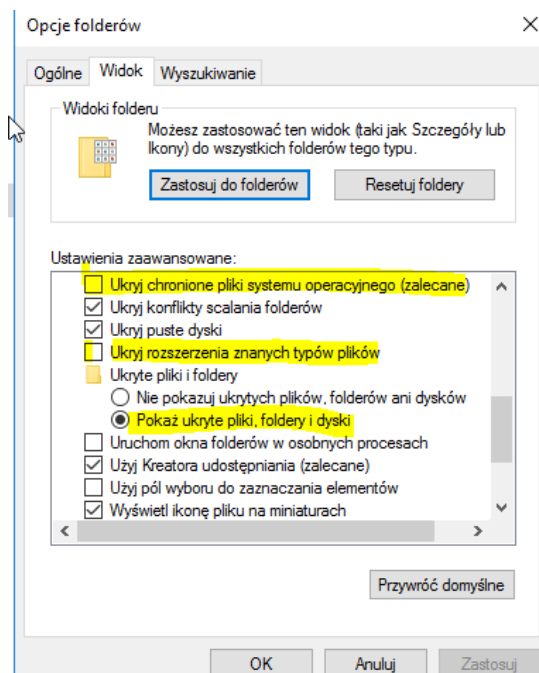 Opcje folderów
Ogólne Widok Wyszukiwanie
Widoki folderu
Możesz zastosować ten widok (taki jak Szczegóły lub
Ikony) do wszystkich folderów tego typu.
Zastosuj do folderów Resetuj foldery
Ustawienia zaawansowane:
Ukryj chronione pliki systemu operacyjnego (zalecane)
Ukryj konflikty scalania folderów
Ukryj puste dyski
Ukryj rozszerzenia znanych typów plików
Ukryte pliki i foldery
Nie pokazuj ukrytych plików, folderów ani dysków
Pokaż ukryte pliki, foldery i dyski
Uruchom okna folderów w osobnych procesach
Użyj Kreatora udostępniania (zalecane)
Użyj pól wyboru do zaznaczania elementów
Wyświetl ikonę pliku na miniaturach
Przywróć domyślne
OK Anuluj Zastosuj